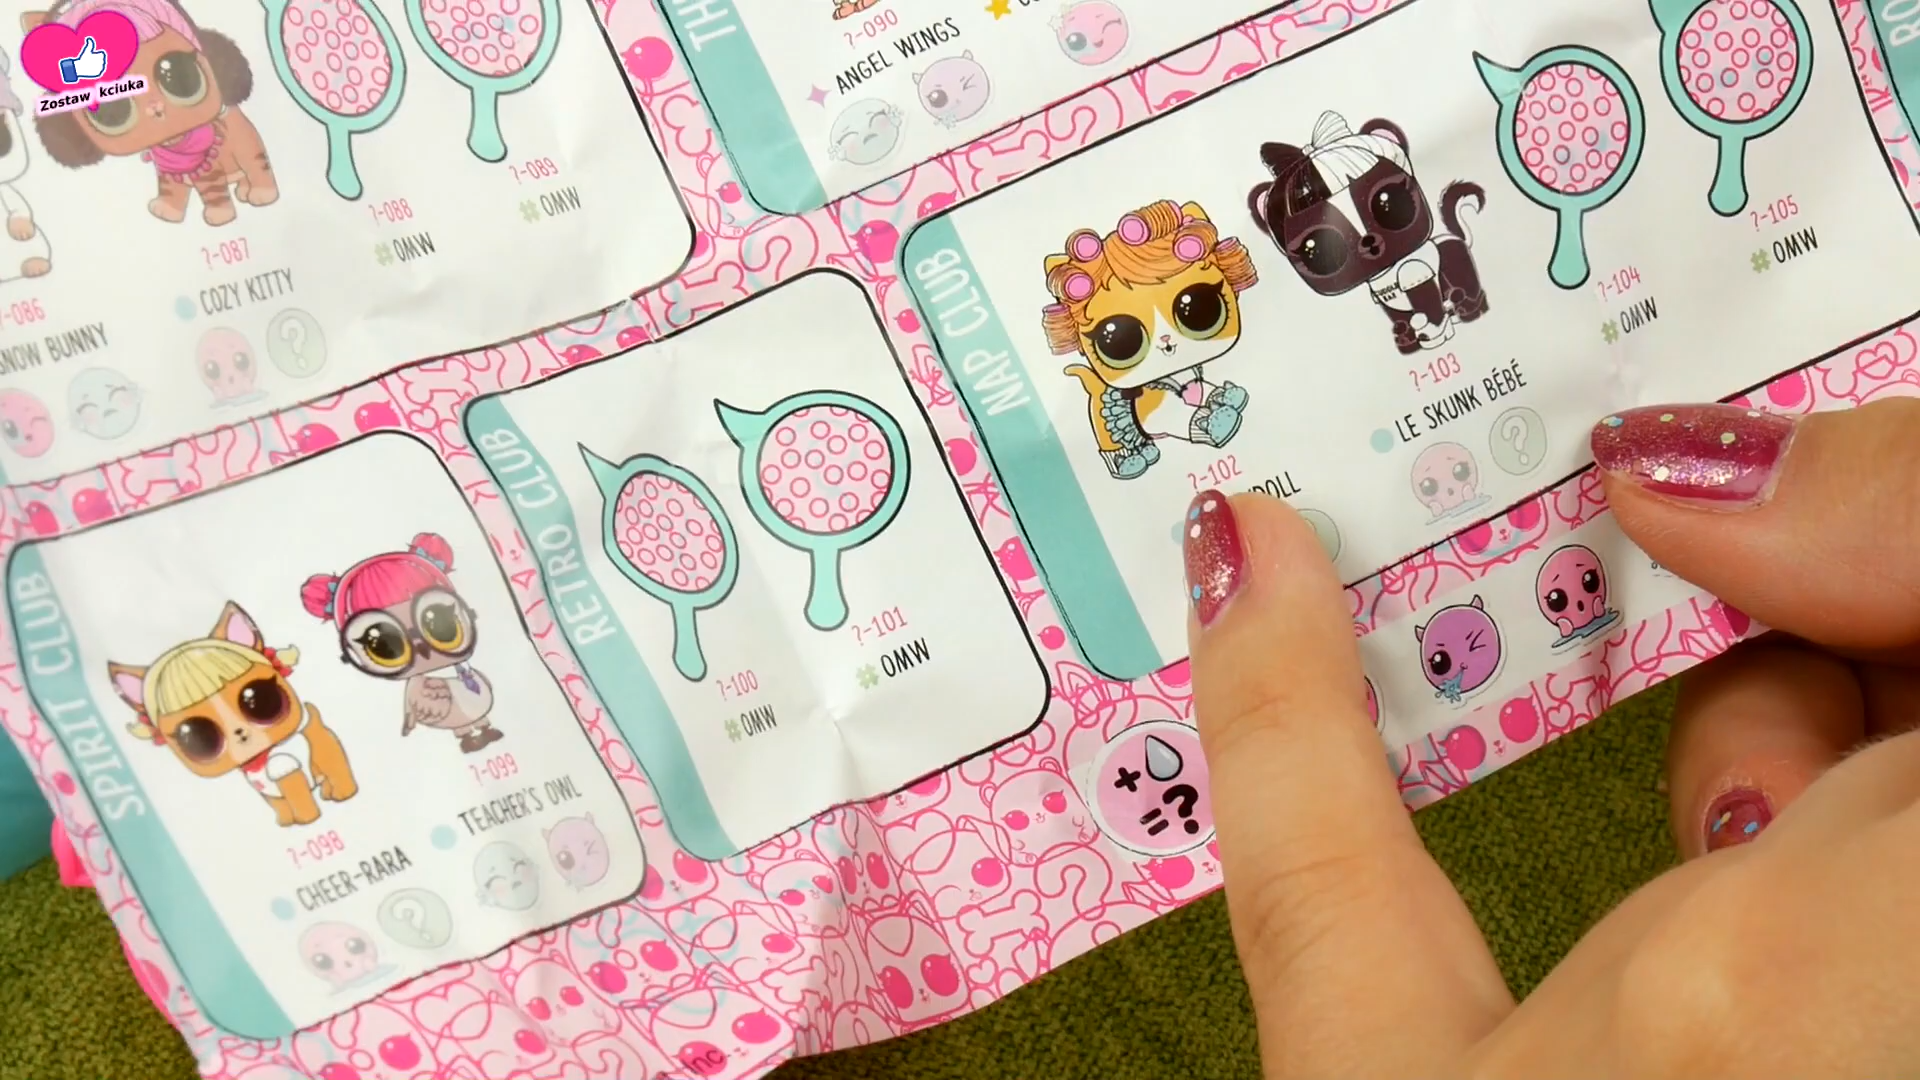 Zostaw kciuka
?-090
ANGEL WINGS
?-089
#OMW
?-088
#OMW
?-087
COZY KITTY
-086
SNOW BUNNY
NAP CLUB
?-105
#OMW
?-104
#OMW
?-103
LE SKUNK BÉBÉ
?-102
DOLL
RETRO CLUB
?-101
#OMW
?-100
#OMW
SPIRIT CLUB
?-099
TEACHER'S OWL
?-098
CHEER-RARA
+
=?
Inc.